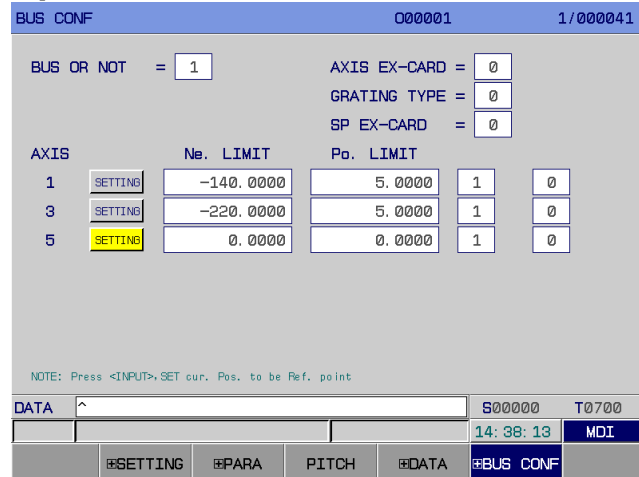 BUS CONF O00001 1/000041
BUS OR NOT = 1 AXIS EX-CARD = 0
GRATING TYPE = 0
SP EX-CARD = 0
AXIS Ne. LIMIT Po. LIMIT
1 SETTING -140.0000 5.0000 1 0
3 SETTING -220.0000 5.0000 1 0
5 SETTING 0.0000 0.0000 1 0
NOTE: Press <INPUT>,SET cur. Pos. to be Ref. point
DATA ^ S00000 T0700
14:38:13 MDI
⊞SETTING ⊞PARA PITCH ⊞DATA ⊞BUS CONF